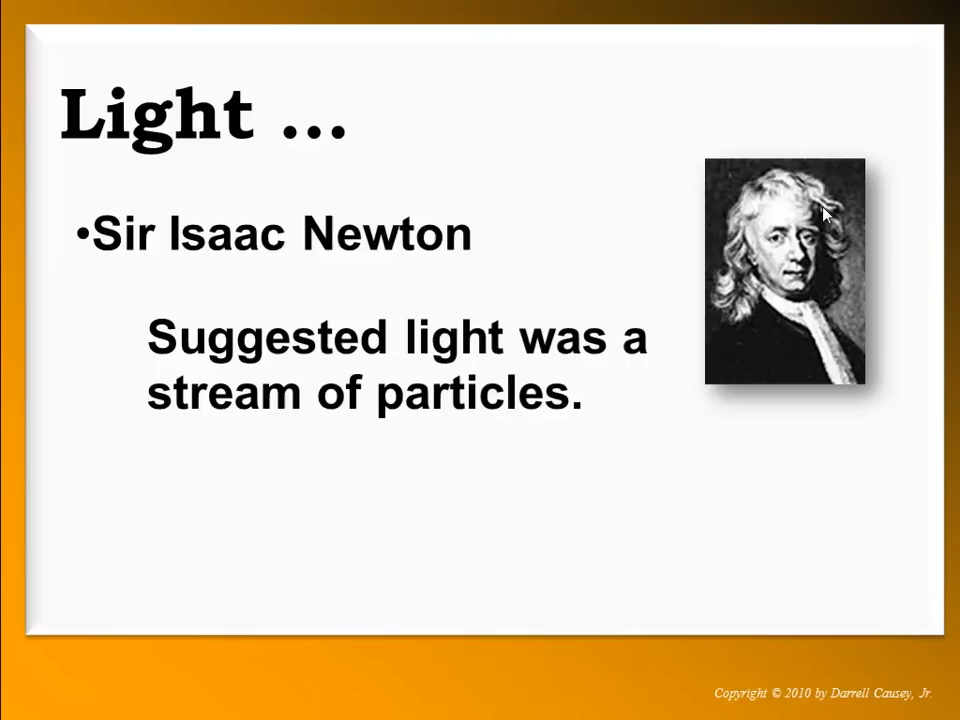 Light ...
•Sir Isaac Newton
Suggested light was a
stream of particles.
Copyright © 2010 by Darrell Causey, Jr.